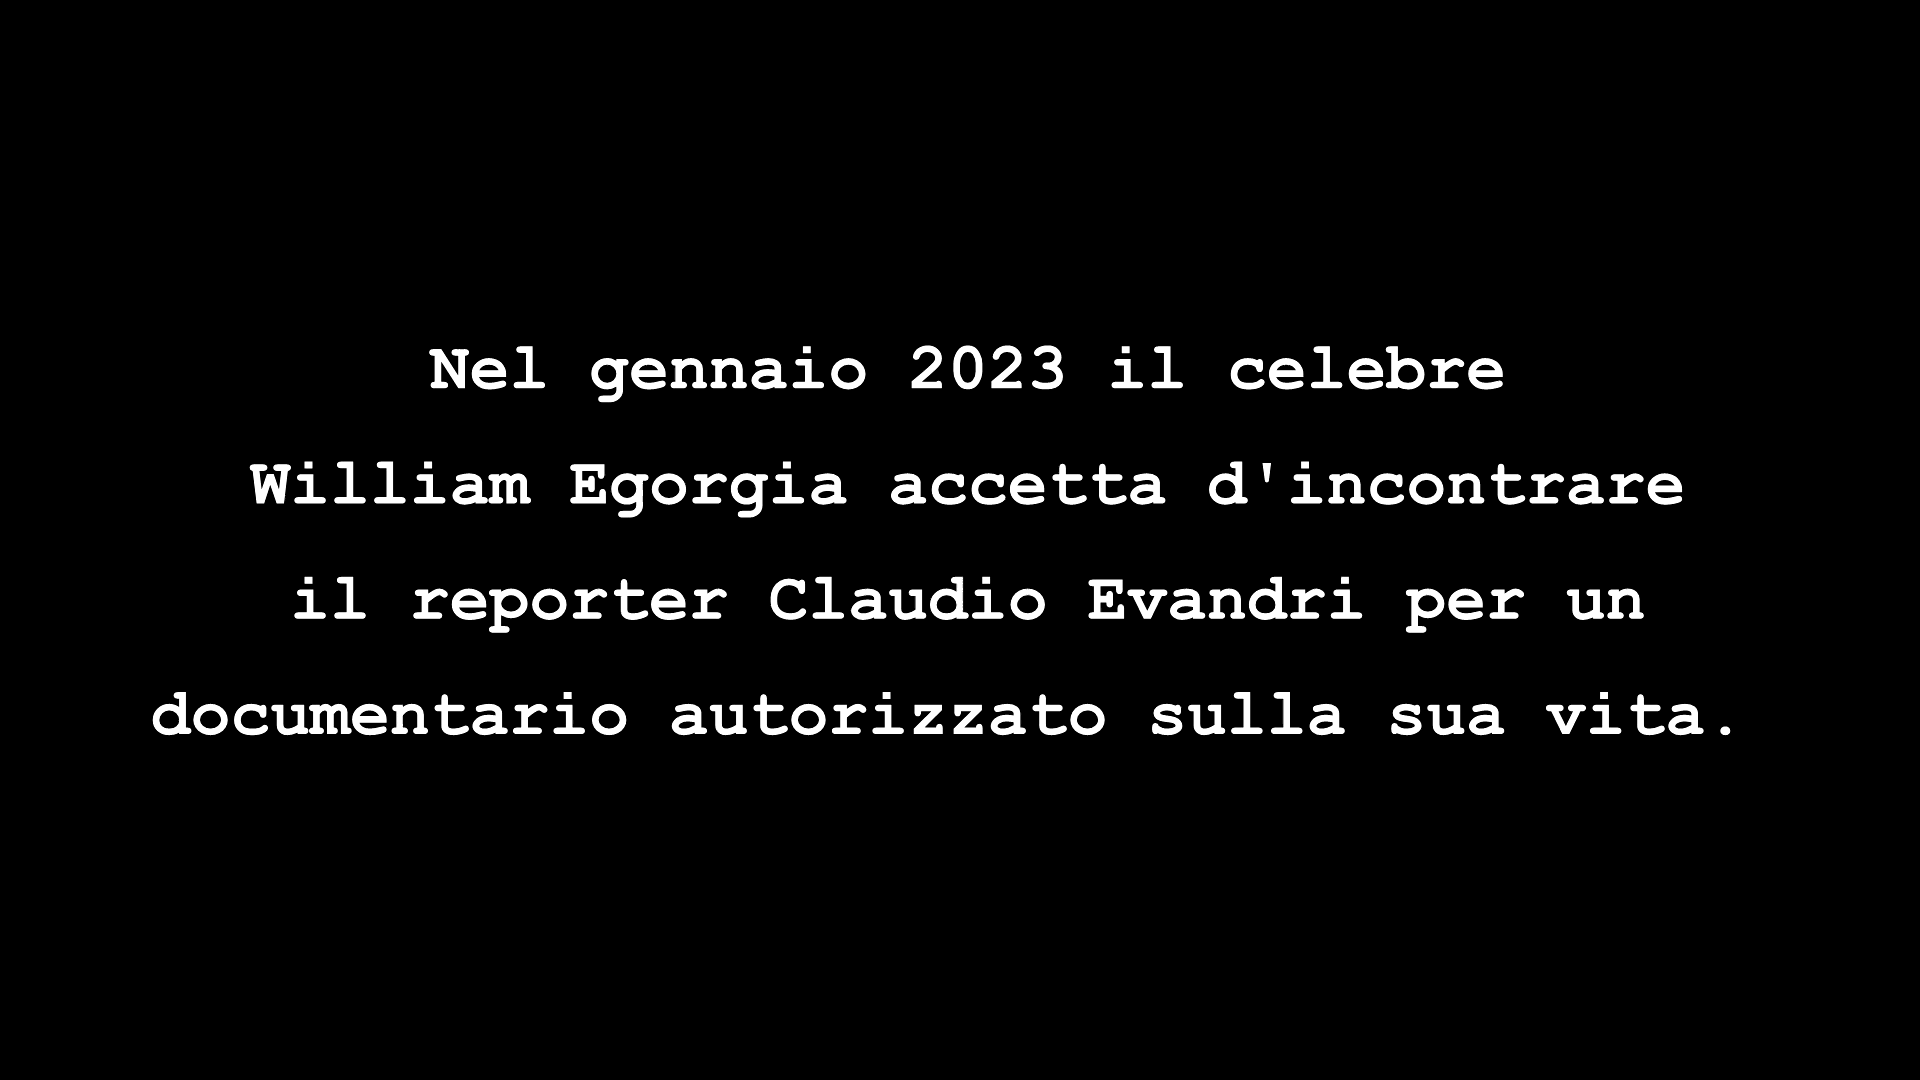 Nel gennaio 2023 il celebre
William Egorgia accetta d'incontrare
il reporter Claudio Evandri per un
documentario autorizzato sulla sua vita.